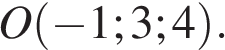 O(−1; 3; 4).